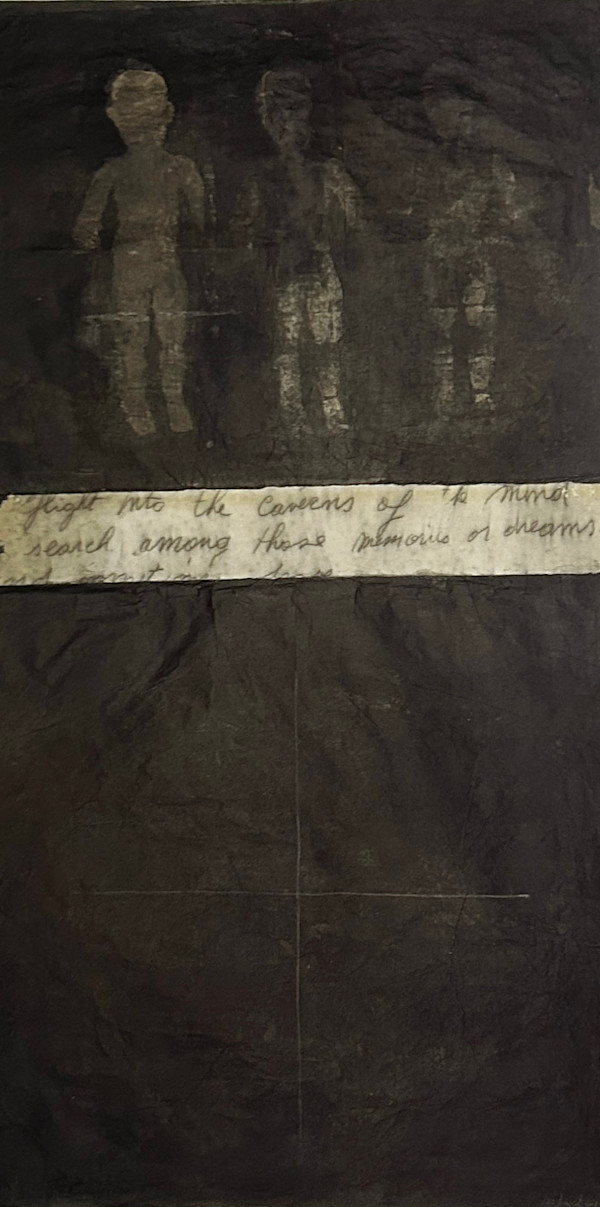 flight into the caverns of the mind
search among those memories or dreams